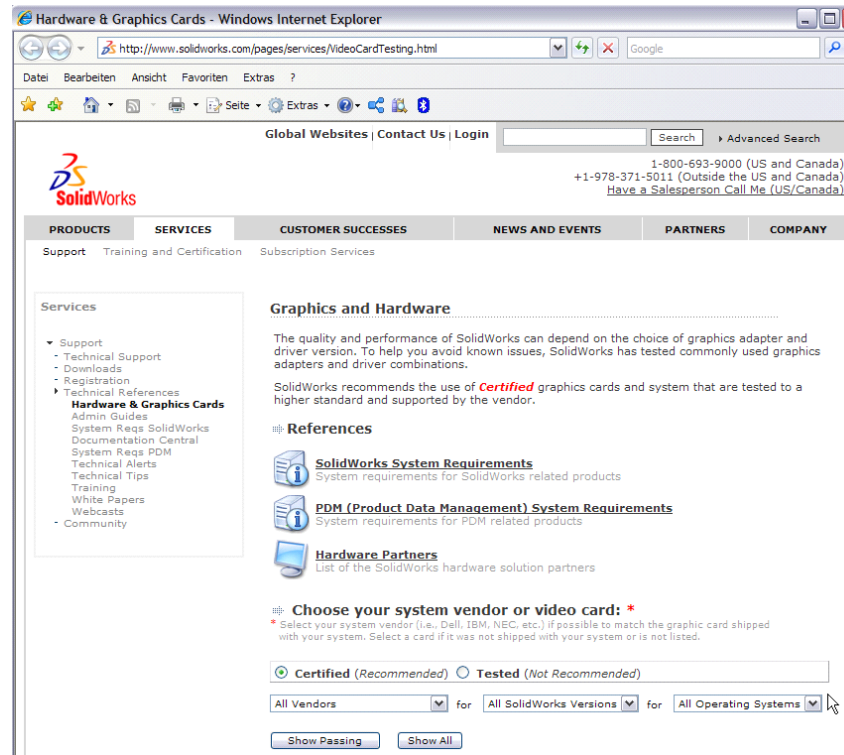 Hardware & Graphics Cards - Windows Internet Explorer
http://www.solidworks.com/pages/services/VideoCardTesting.html
Google
Datei Bearbeiten Ansicht Favoriten Extras ?
Seite Extras
Global Websites | Contact Us | Login Search Advanced Search
1-800-693-9000 (US and Canada)
+1-978-371-5011 (Outside the US and Canada)
Have a Salesperson Call Me (US/Canada)
SolidWorks
PRODUCTS SERVICES CUSTOMER SUCCESSES NEWS AND EVENTS PARTNERS COMPANY
Support Training and Certification Subscription Services
Services
Support
- Technical Support
- Downloads
- Registration
Technical References
Hardware & Graphics Cards
Admin Guides
System Reqs SolidWorks
Documentation Central
System Reqs PDM
Technical Alerts
Technical Tips
Training
White Papers
Webcasts
- Community
Graphics and Hardware
The quality and performance of SolidWorks can depend on the choice of graphics adapter and
driver version. To help you avoid known issues, SolidWorks has tested commonly used graphics
adapters and driver combinations.
SolidWorks recommends the use of Certified graphics cards and system that are tested to a
higher standard and supported by the vendor.
References
SolidWorks System Requirements
System requirements for SolidWorks related products
PDM (Product Data Management) System Requirements
System requirements for PDM related products
Hardware Partners
List of the SolidWorks hardware solution partners
Choose your system vendor or video card: *
* Select your system vendor (i.e., Dell, IBM, NEC, etc.) if possible to match the graphic card shipped
with your system. Select a card if it was not shipped with your system or is not listed.
Certified (Recommended) Tested (Not Recommended)
All Vendors for All SolidWorks Versions for All Operating Systems
Show Passing Show All